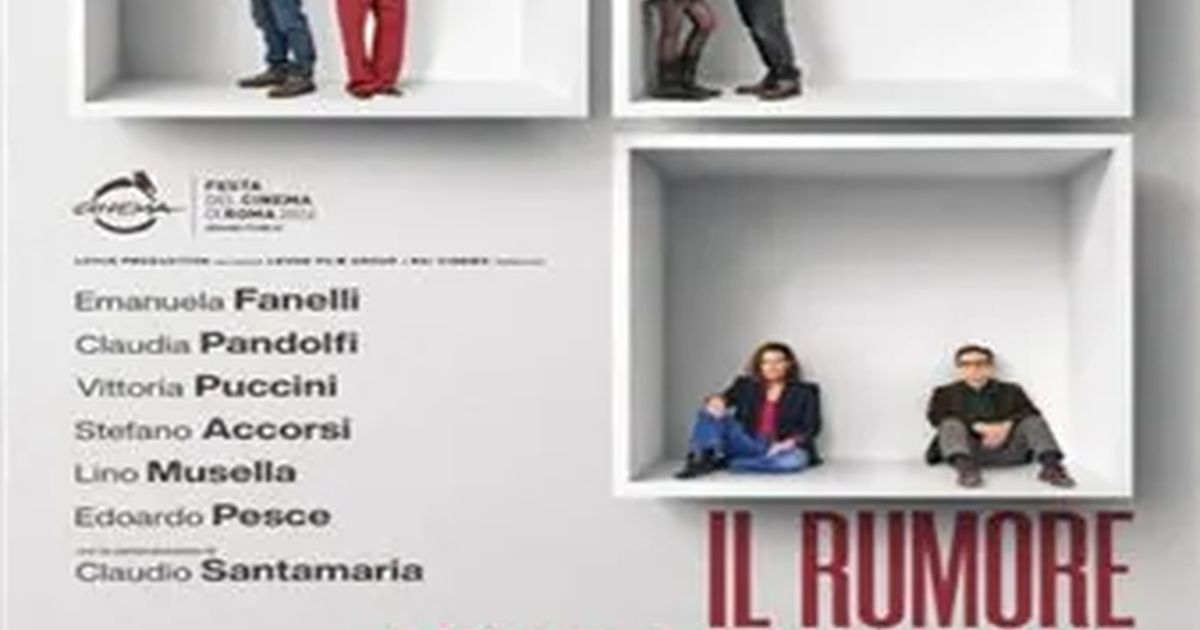 CINEMA
FESTA
DEL CINEMA
DI ROMA
Emanuela Fanelli
Claudia Pandolfi
Vittoria Puccini
Stefano Accorsi
Lino Musella
Edoardo Pesce
Claudio Santamaria
IL RUMORE